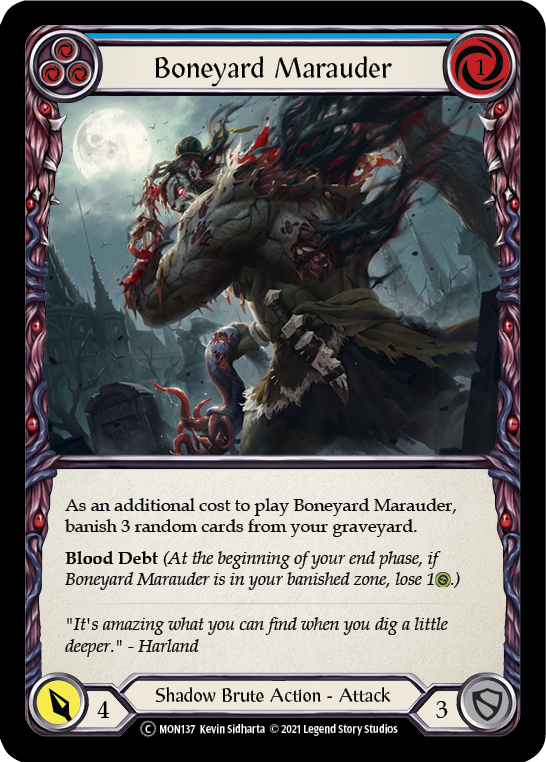 Boneyard Marauder
1
As an additional cost to play Boneyard Marauder,
banish 3 random cards from your graveyard.
Blood Debt (At the beginning of your end phase, if
Boneyard Marauder is in your banished zone, lose 1.)
"It's amazing what you can find when you dig a little
deeper." - Harland
4
Shadow Brute Action - Attack
3
C MON137 Kevin Sidharta © 2021 Legend Story Studios